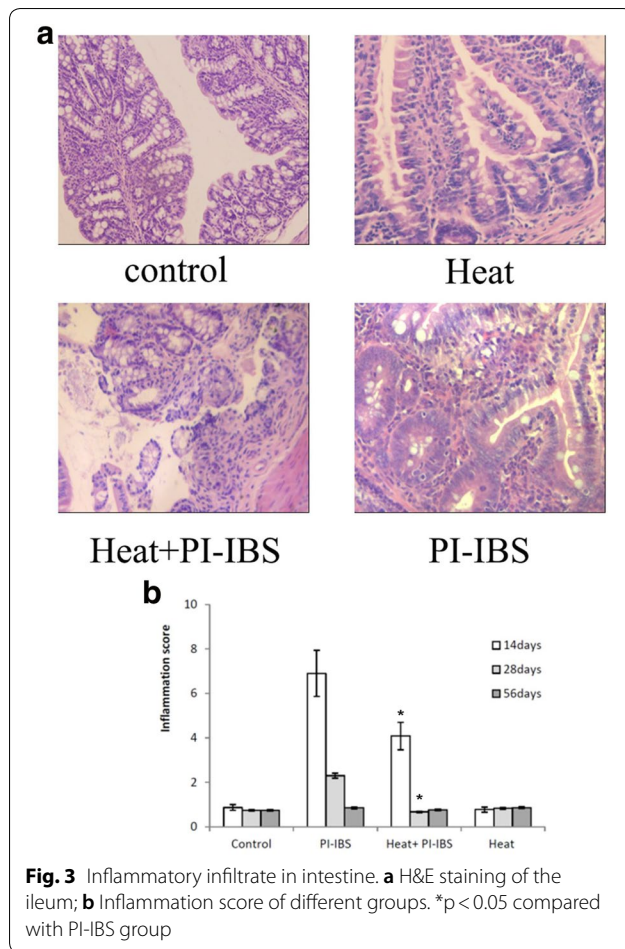 a
control Heat
Heat+PI-IBS PI-IBS
b
Inflammation score
10
8
6
4
2
0
14days
28days
56days
*
*
Control PI-IBS Heat+ PI-IBS Heat
Fig. 3 Inflammatory infiltrate in intestine. a H&E staining of the
ileum; b Inflammation score of different groups. *p < 0.05 compared
with PI-IBS group